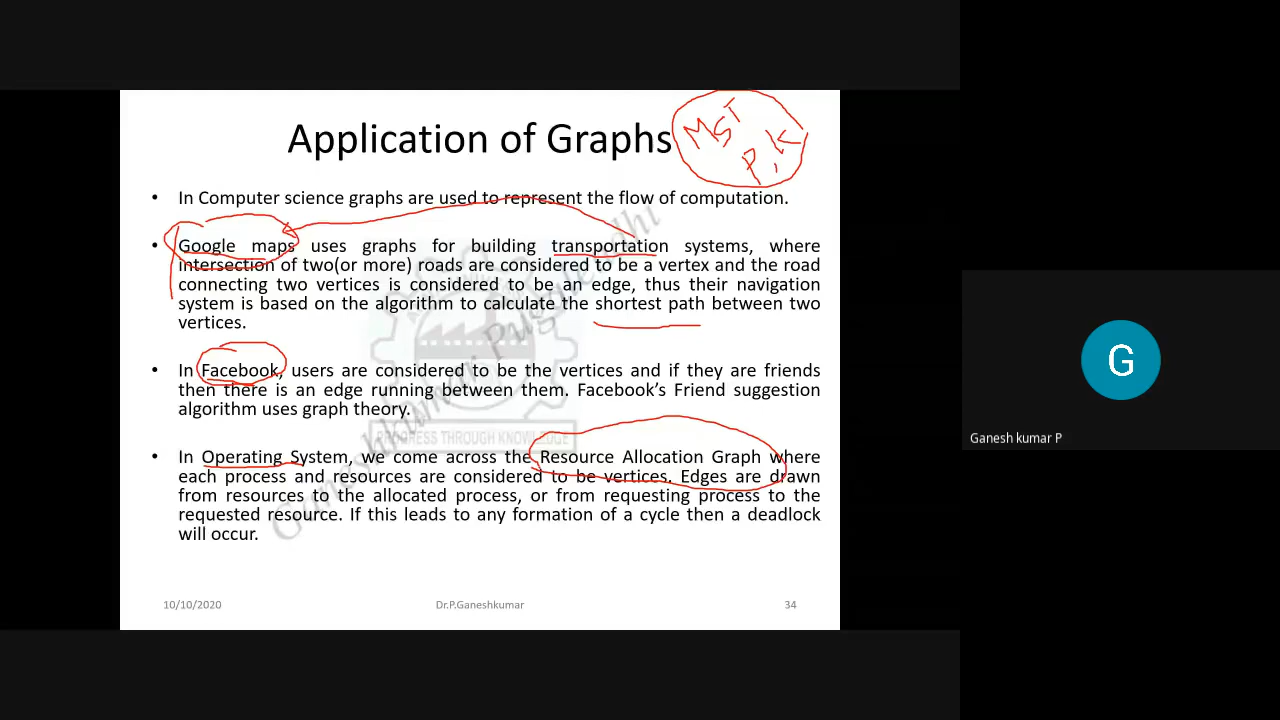 Application of Graphs
MST
P, K
• In Computer science graphs are used to represent the flow of computation.
• Google maps uses graphs for building transportation systems, where
intersection of two(or more) roads are considered to be a vertex and the road
connecting two vertices is considered to be an edge, thus their navigation
system is based on the algorithm to calculate the shortest path between two
vertices.
• In Facebook, users are considered to be the vertices and if they are friends
then there is an edge running between them. Facebook's Friend suggestion
algorithm uses graph theory.
PROGRESS THROUGH KNOWLEDGE
• In Operating System, we come across the Resource Allocation Graph where
each process and resources are considered to be vertices. Edges are drawn
from resources to the allocated process, or from requesting process to the
requested resource. If this leads to any formation of a cycle then a deadlock
will occur.
10/10/2020
Dr.P.Ganeshkumar
34
G
Ganesh kumar P